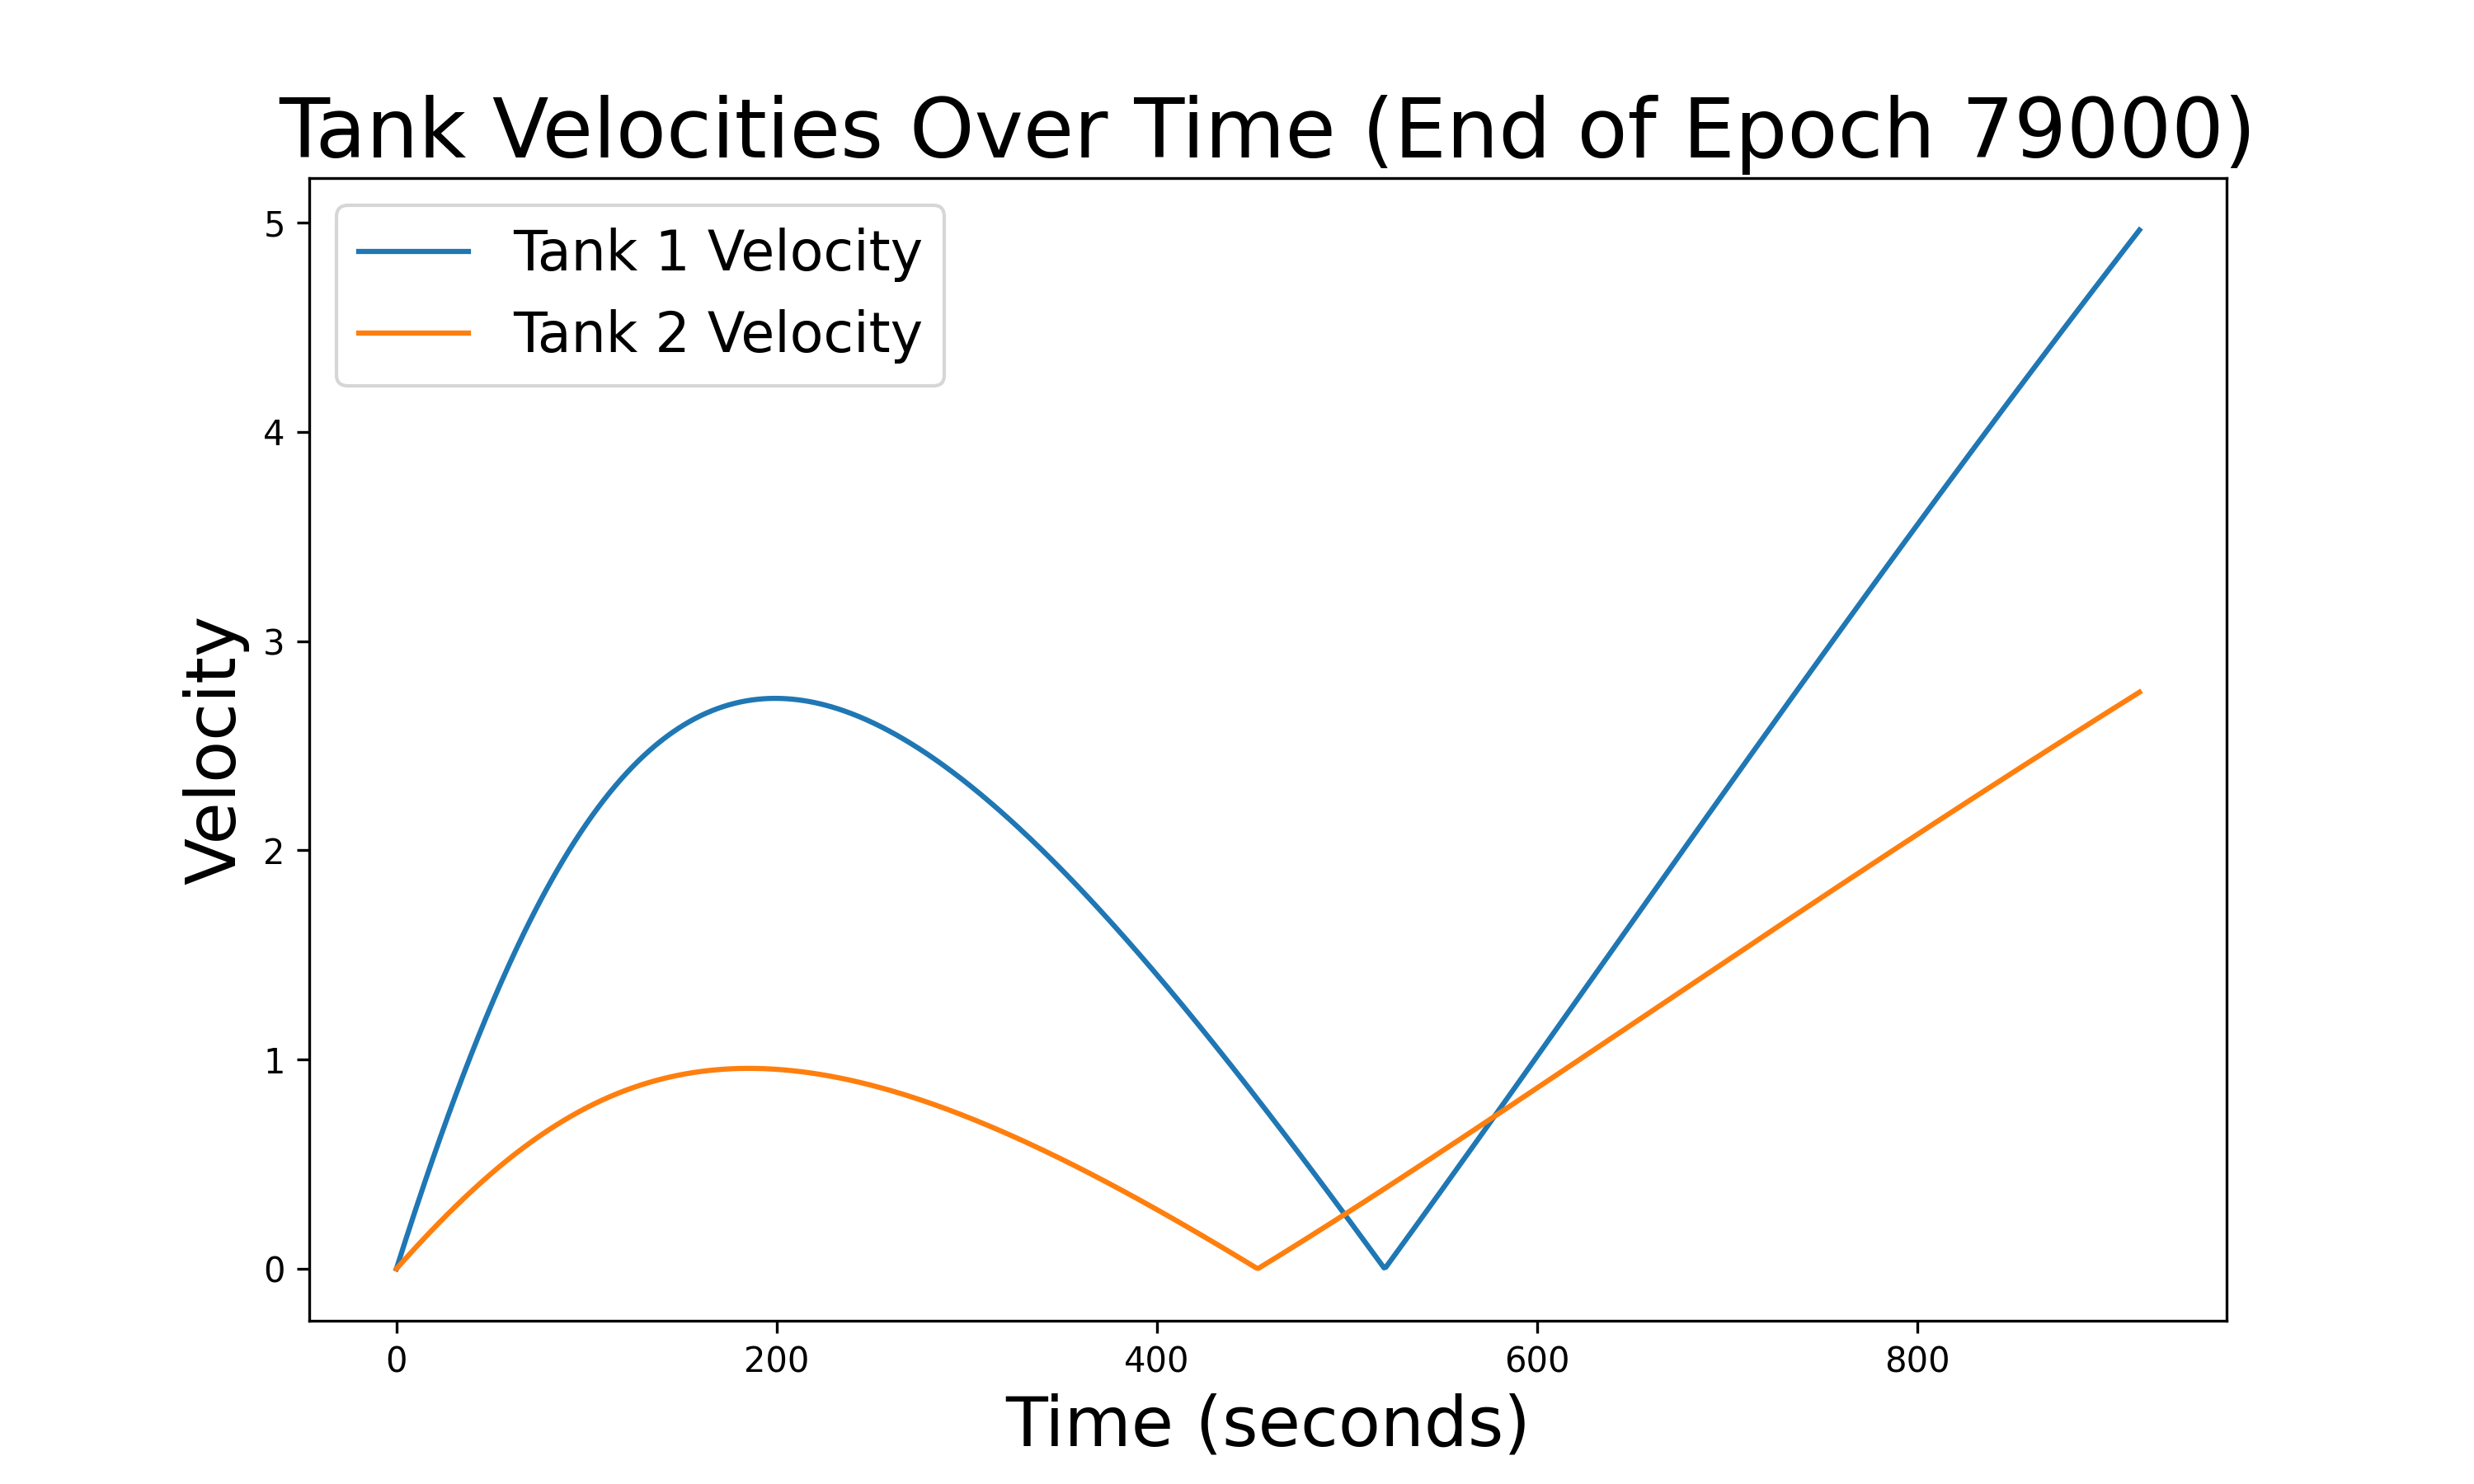 Tank Velocities Over Time (End of Epoch 79000)
Tank 1 Velocity
Tank 2 Velocity
Velocity
5
4
3
2
1
0
0 200 400 600 800
Time (seconds)